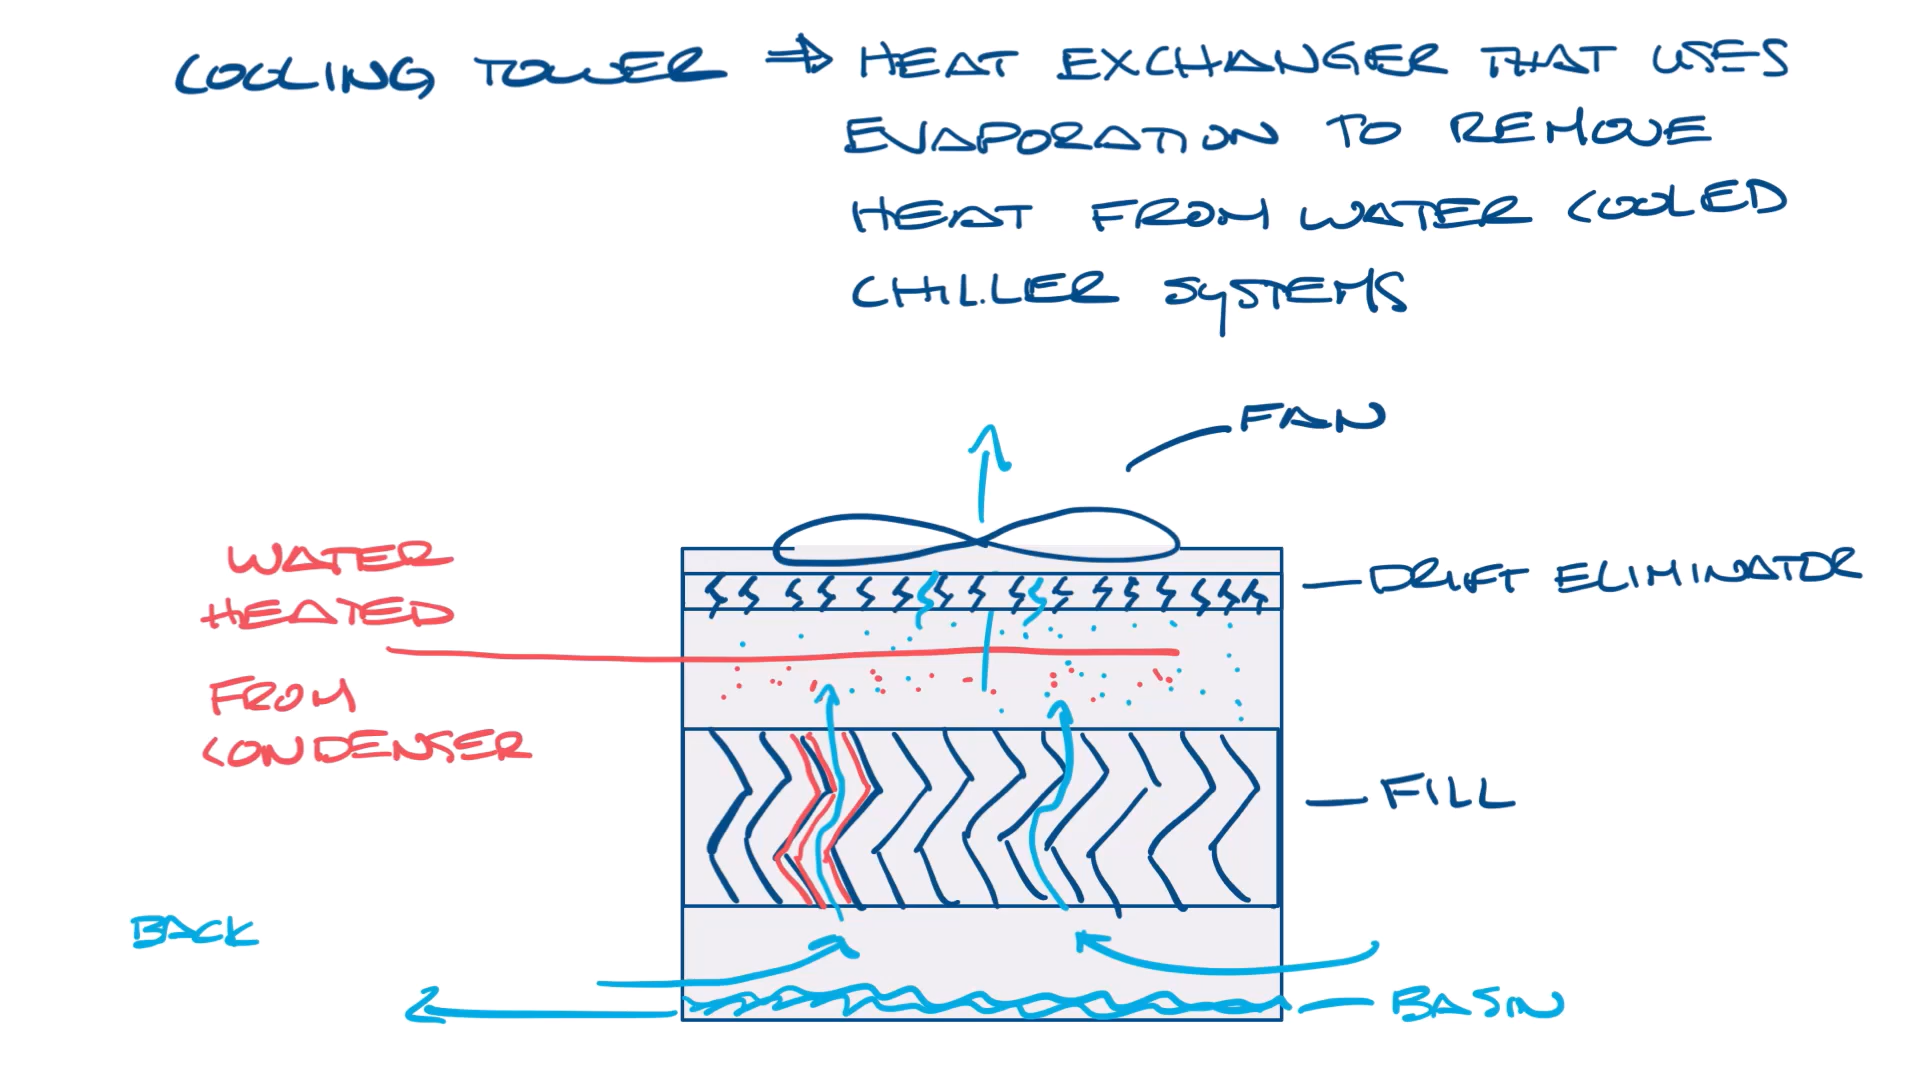 COOLING TOWER ⇒ HEAT EXCHANGER THAT USES
EVAPORATION TO REMOVE
HEAT FROM WATER COOLED
CHILLER SYSTEMS
FAN
DRIFT ELIMINATOR
WATER
HEATED
FROM
CONDENSER
FILL
BACK
BASIN